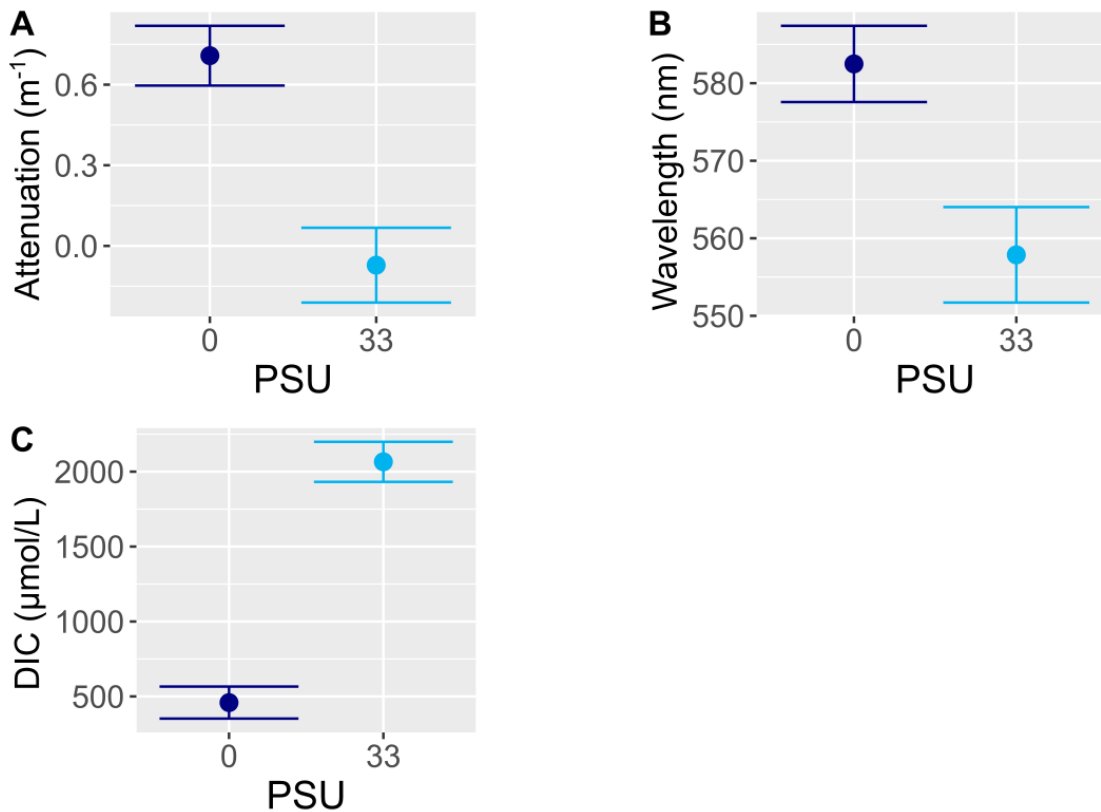 A
Attenuation (m⁻¹)
0.6
0.3
0.0
0
33
PSU
B
Wavelength (nm)
580
570
560
550
0
33
PSU
C
DIC (µmol/L)
2000
1500
1000
500
0
33
PSU